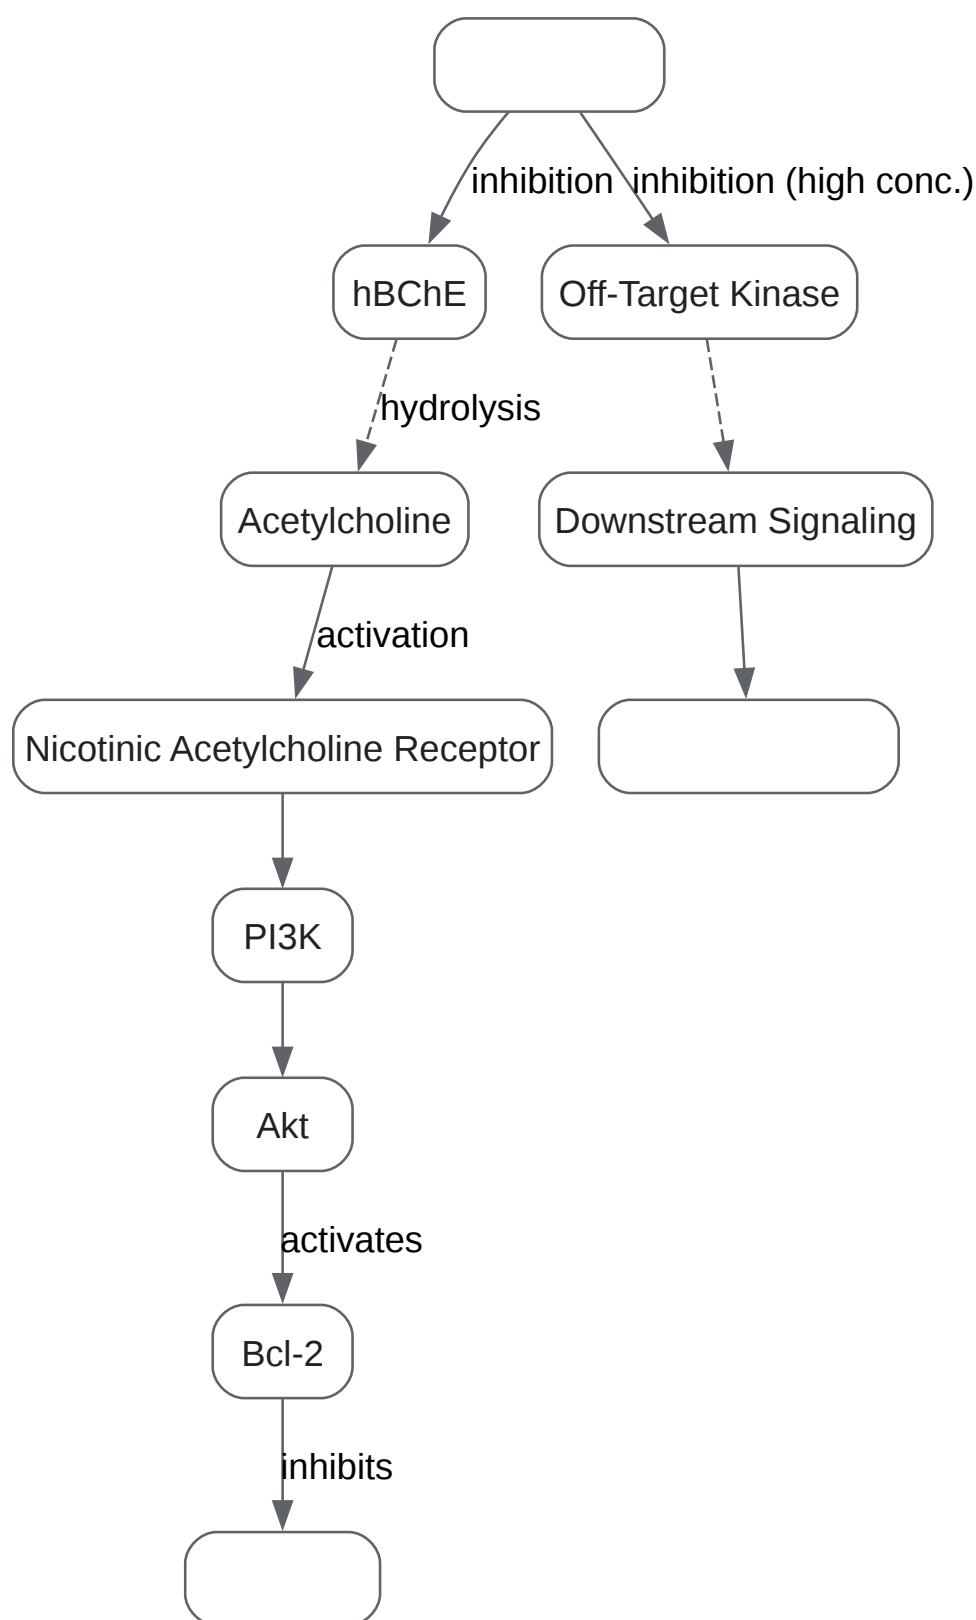 inhibition
inhibition (high conc.)
hBChE
Off-Target Kinase
hydrolysis
Acetylcholine
Downstream Signaling
activation
Nicotinic Acetylcholine Receptor
PI3K
Akt
activates
Bcl-2
inhibits